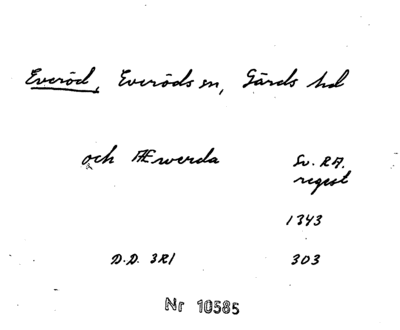 Everöd, Everöds sn, Gärds hd
och Æwerda Sv. RA.
regest
1343
D.D. 3R1 303
Nr 10585